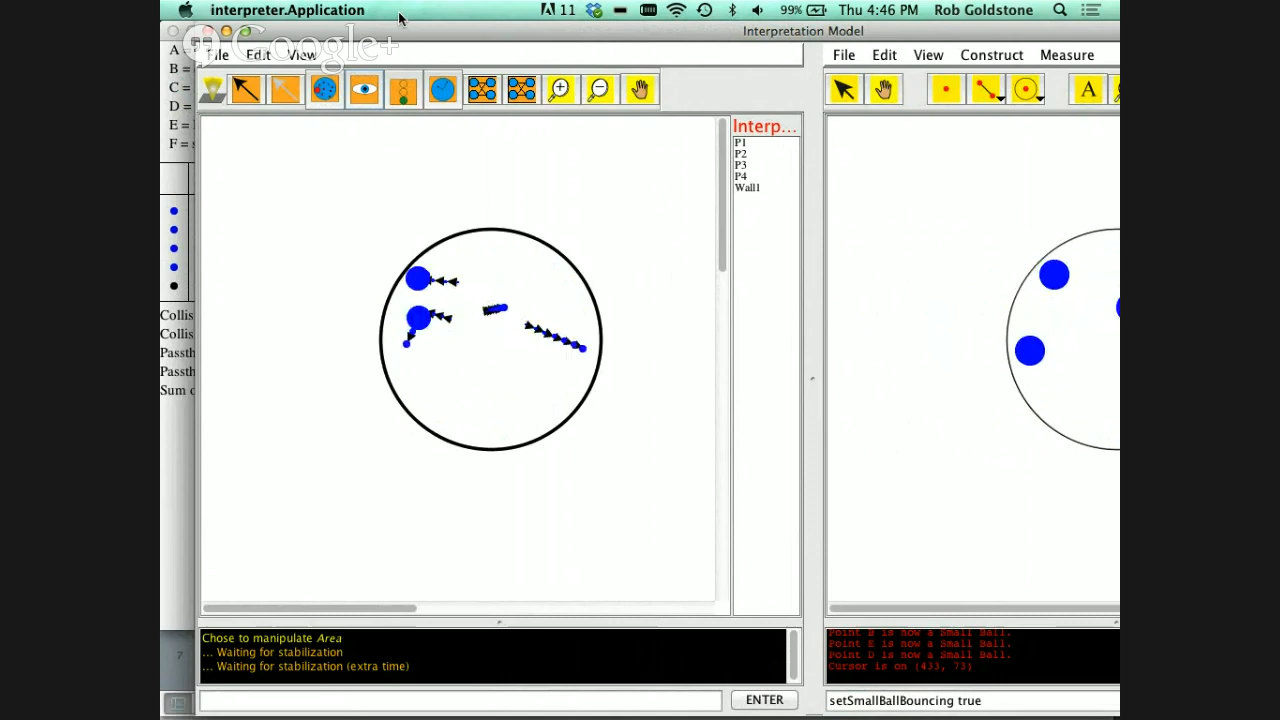 interpreter.Application
11
99%
Thu 4:46 PM
Rob Goldstone
Google+
Interpretation Model
File Edit View
File Edit View Construct Measure
A =
B =
C =
D =
E =
F =
A
Interp...
P1
P2
P3
P4
Wall1
Collis
Collis
Passth
Passth
Sum o
7
Chose to manipulate Area
... Waiting for stabilization
... Waiting for stabilization (extra time)
Point B is now a Small Ball.
Point E is now a Small Ball.
Point D is now a Small Ball.
Cursor is on (433, 73)
ENTER
setSmallBallBouncing true